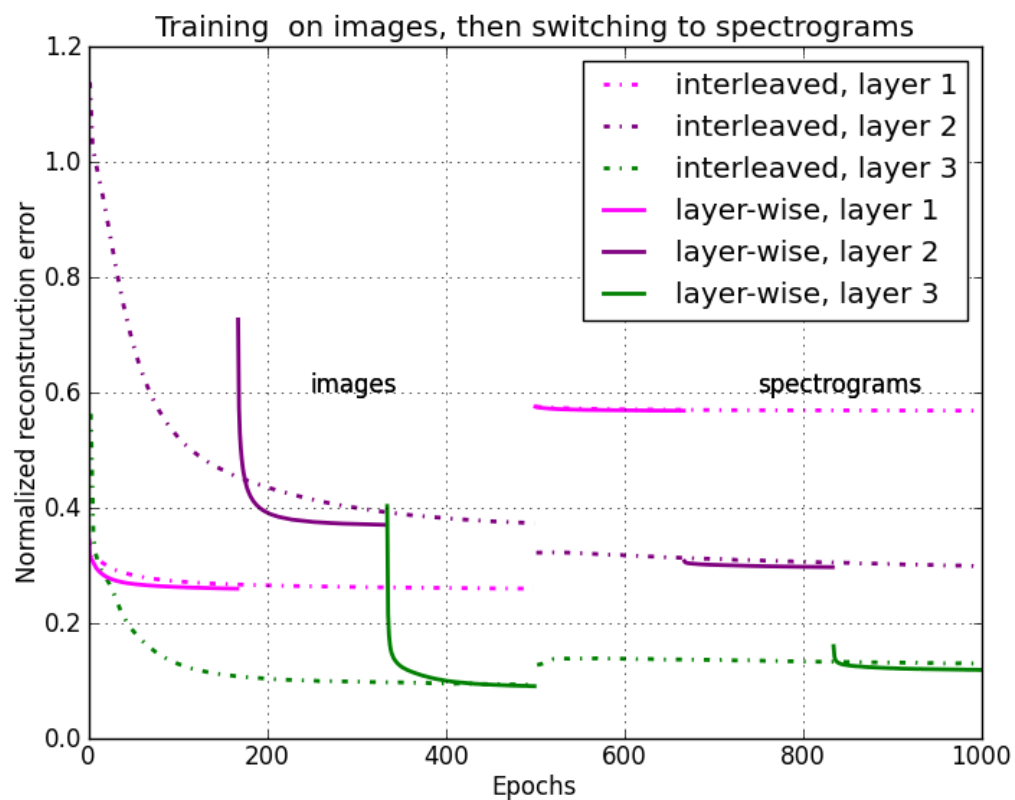 Training  on images, then switching to spectrograms
1.2
1.0
0.8
0.6
0.4
0.2
0.0
Normalized reconstruction error
interleaved, layer 1
interleaved, layer 2
interleaved, layer 3
layer-wise, layer 1
layer-wise, layer 2
layer-wise, layer 3
images
spectrograms
0
200
400
600
800
1000
Epochs